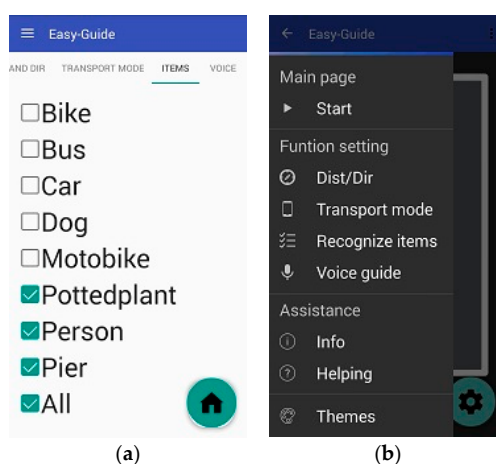 Easy-Guide
AND DIR TRANSPORT MODE ITEMS VOICE
Bike
Bus
Car
Dog
Motobike
Pottedplant
Person
Pier
All
(a)
Easy-Guide
Main page
Start
Funtion setting
Dist/Dir
Transport mode
Recognize items
Voice guide
Assistance
Info
Helping
Themes
(b)